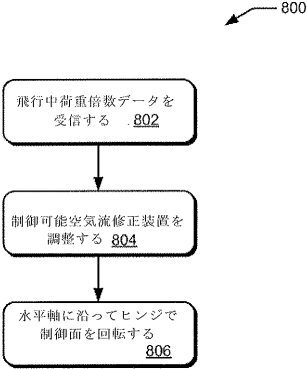 800
飛行中荷重倍数データを
受信する 802
制御可能空気流修正装置を
調整する 804
水平軸に沿ってヒンジで
制御面を回転する
806